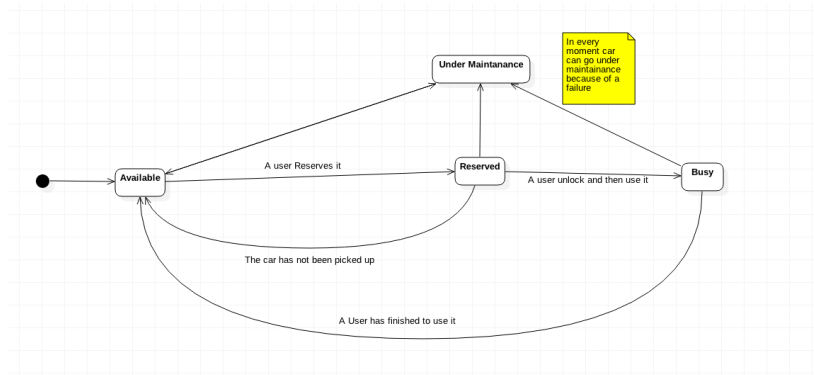 In every
moment car
can go under
maintainance
because of a
failure
Under Maintanance
A user Reserves it
Available
Reserved
Busy
A user unlock and then use it
The car has not been picked up
A User has finished to use it